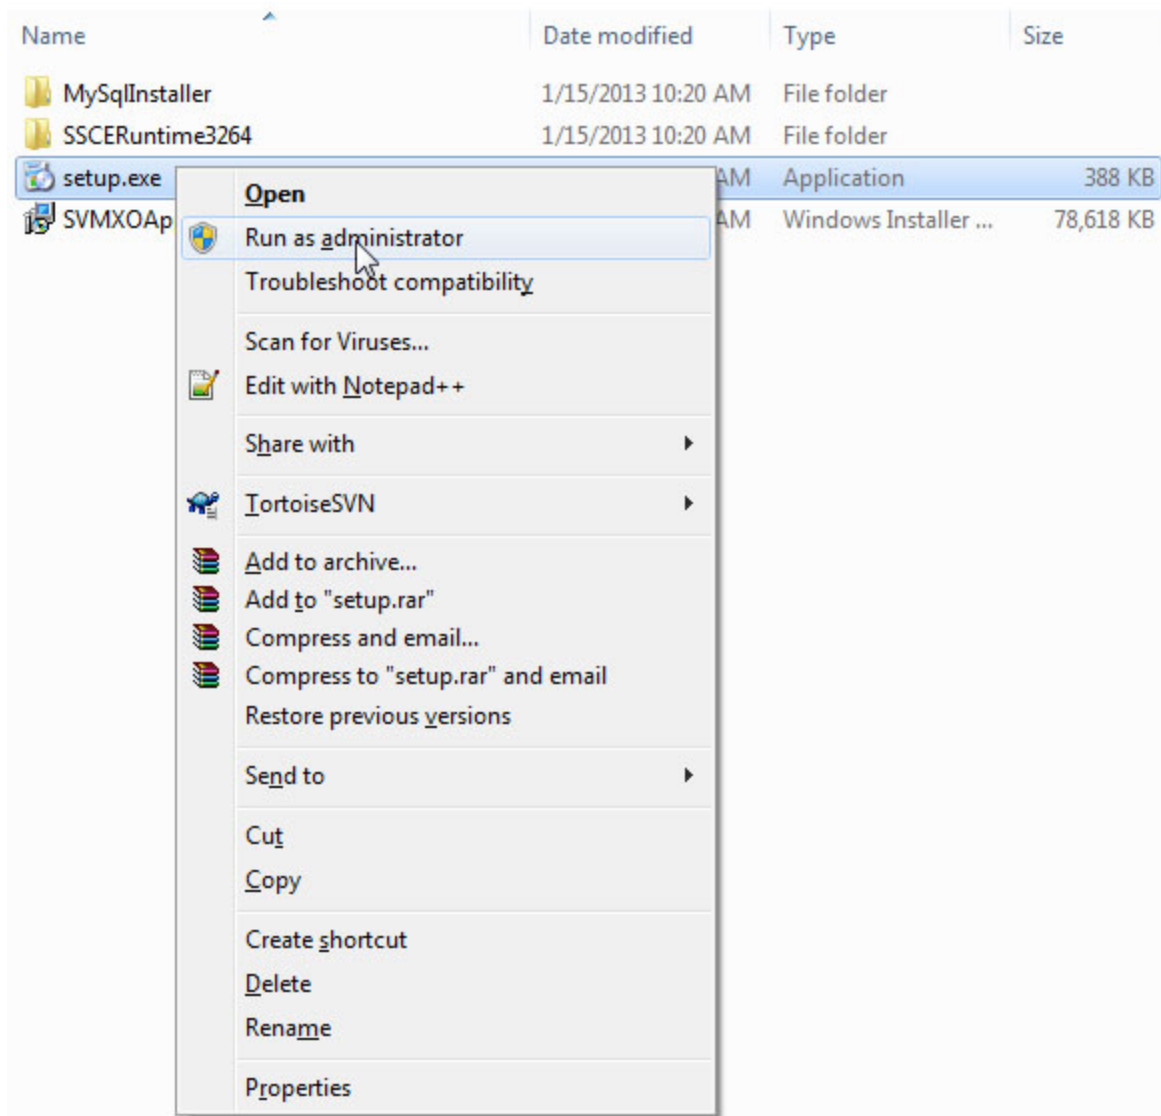 Name Date modified Type Size
MySqlInstaller 1/15/2013 10:20 AM File folder
SSCERuntime3264 1/15/2013 10:20 AM File folder
setup.exe AM Application 388 KB
SVMXOAp AM Windows Installer ... 78,618 KB
Open
Run as administrator
Troubleshoot compatibility
Scan for Viruses...
Edit with Notepad++
Share with
TortoiseSVN
Add to archive...
Add to "setup.rar"
Compress and email...
Compress to "setup.rar" and email
Restore previous versions
Send to
Cut
Copy
Create shortcut
Delete
Rename
Properties